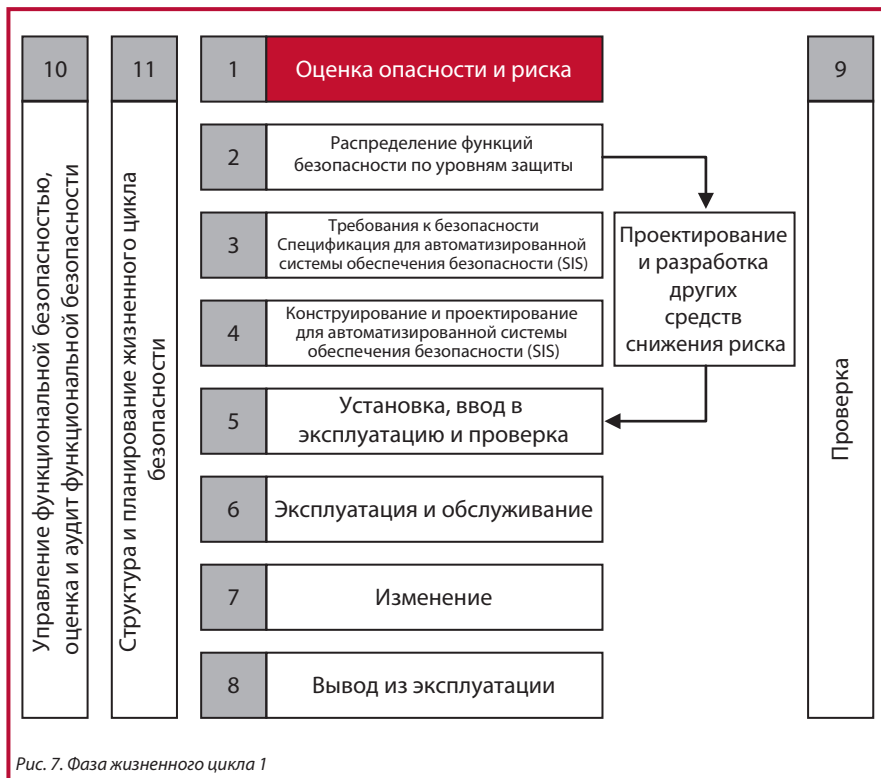 10
Управление функциональной безопасностью,
оценка и аудит функциональной безопасности
11
Структура и планирование жизненного цикла
безопасности
1
Оценка опасности и риска
2
Распределение функций
безопасности по уровням защиты
3
Требования к безопасности
Спецификация для автоматизированной
системы обеспечения безопасности (SIS)
4
Конструирование и проектирование
для автоматизированной системы
обеспечения безопасности (SIS)
5
Установка, ввод в
эксплуатацию и проверка
6
Эксплуатация и обслуживание
7
Изменение
8
Вывод из эксплуатации
Проектирование
и разработка
других
средств
снижения риска
9
Проверка
Рис. 7. Фаза жизненного цикла 1